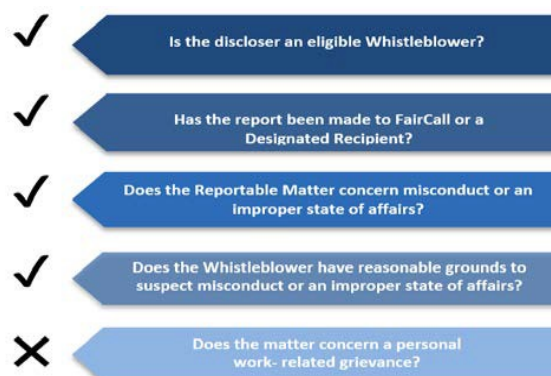 Is the discloser an eligible Whistleblower?
Has the report been made to FairCall or a
Designated Recipient?
Does the Reportable Matter concern misconduct or an
improper state of affairs?
Does the Whistleblower have reasonable grounds to
suspect misconduct or an improper state of affairs?
Does the matter concern a personal
work- related grievance?